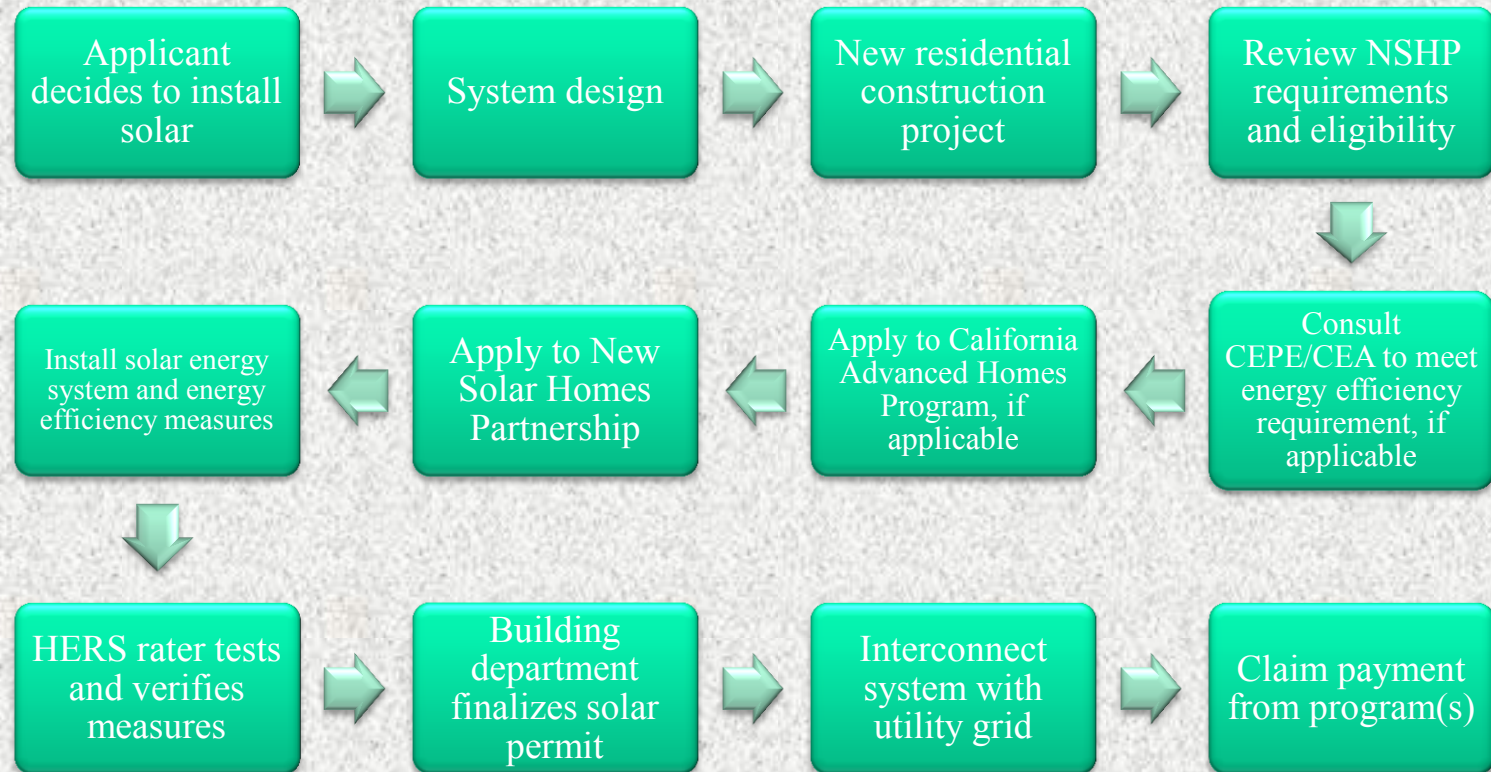 Applicant
decides to install
solar
System design
New residential
construction
project
Review NSHP
requirements
and eligibility
Consult
CEPE/CEA to meet
energy efficiency
requirement, if
applicable
Apply to California
Advanced Homes
Program, if
applicable
Apply to New
Solar Homes
Partnership
Install solar energy
system and energy
efficiency measures
HERS rater tests
and verifies
measures
Building
department
finalizes solar
permit
Interconnect
system with
utility grid
Claim payment
from program(s)